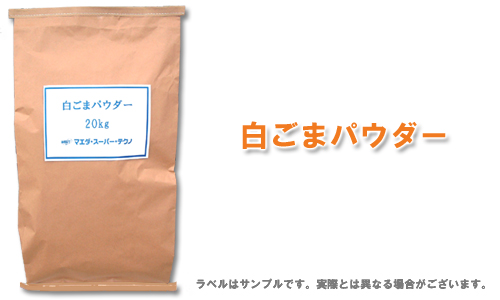 白ごまパウダー
20kg
マエダ・スーパー・テクノ
白ごまパウダー
ラベルはサンプルです。実際とは異なる場合がございます。